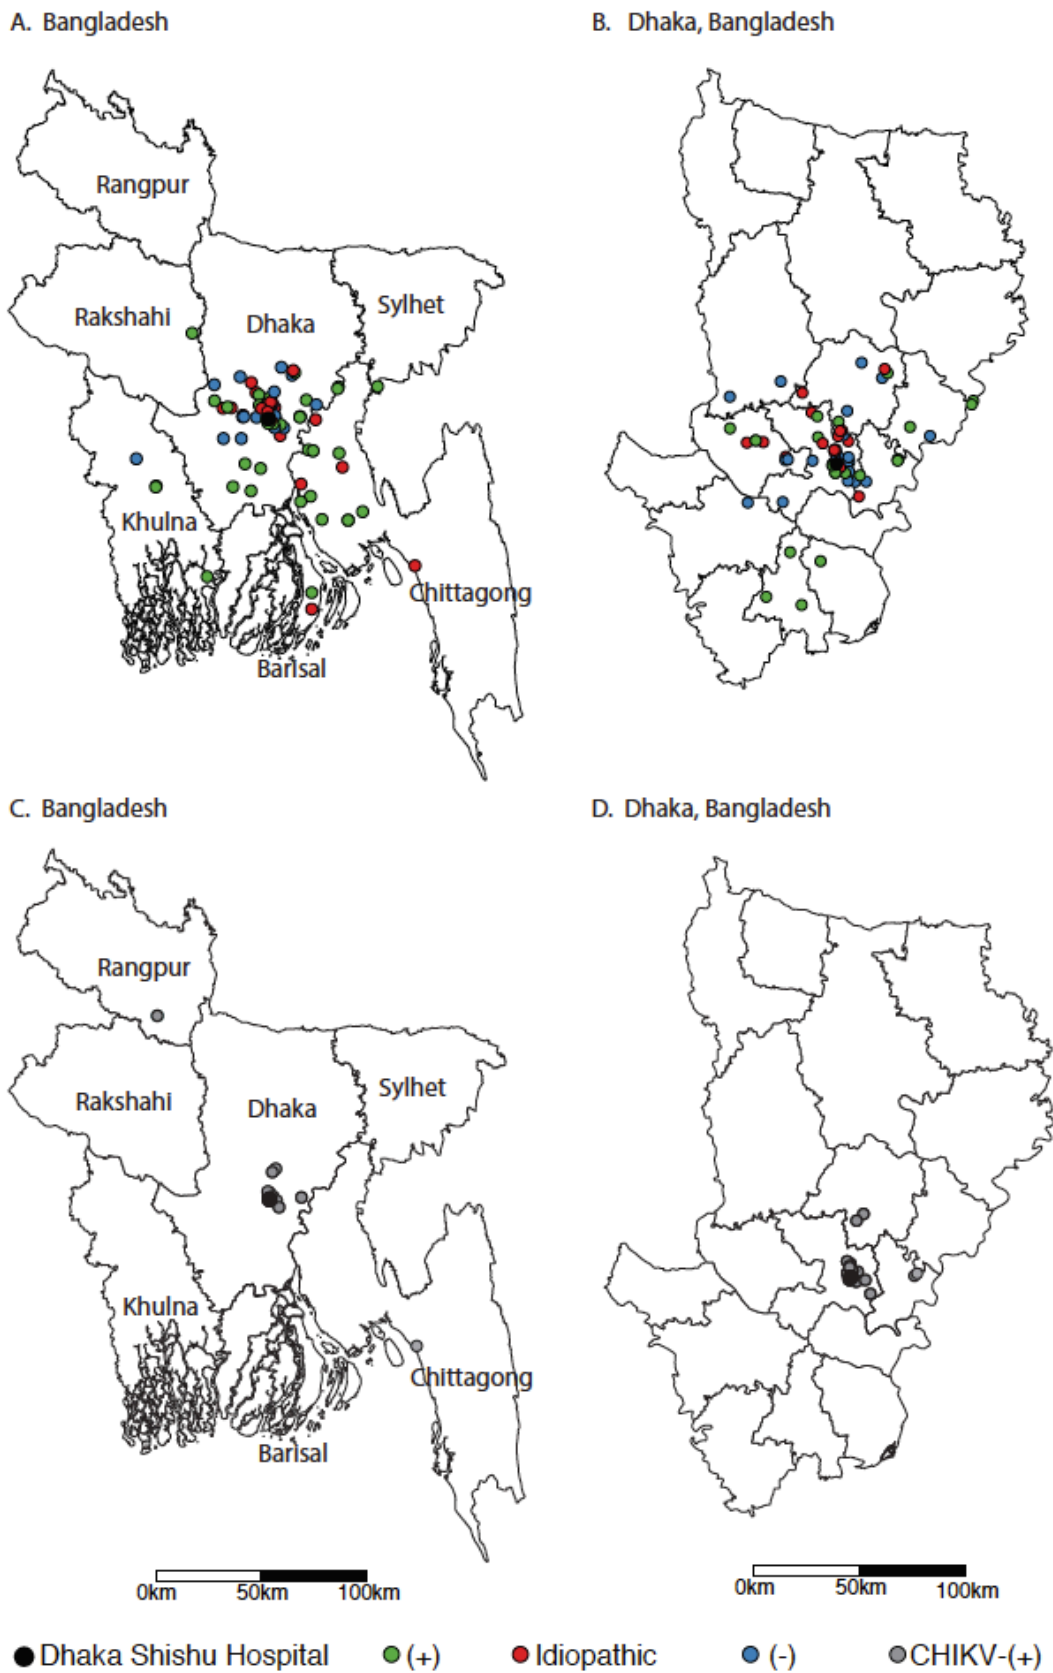 A. Bangladesh
B. Dhaka, Bangladesh
Rangpur
Rakshahi
Dhaka
Sylhet
Khulna
Chittagong
Barisal
C. Bangladesh
D. Dhaka, Bangladesh
Rangpur
Rakshahi
Dhaka
Sylhet
Khulna
Chittagong
Barisal
0km 50km 100km
0km 50km 100km
Dhaka Shishu Hospital (+) Idiopathic (-) CHIKV-(+)